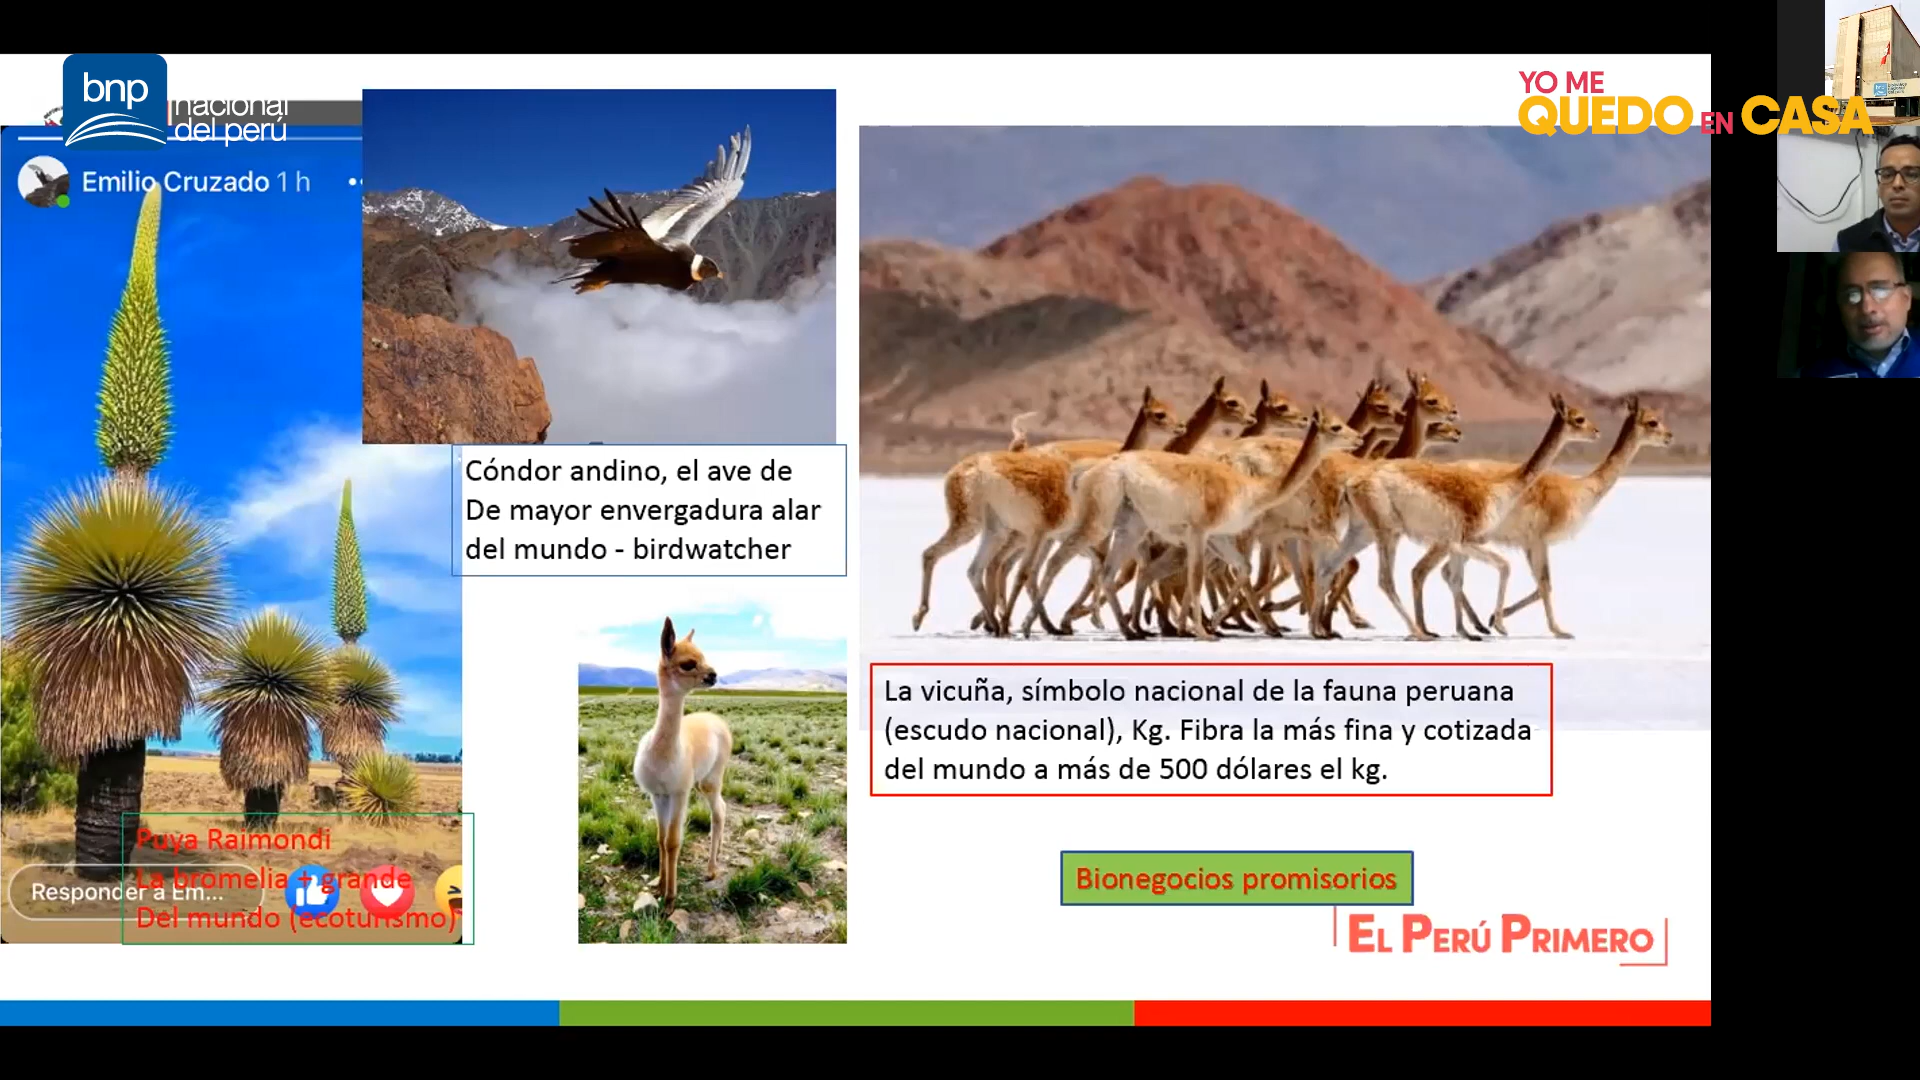 bnp
nacional
del perú
YO ME
QUEDO EN CASA
Emilio Cruzado 1 h
Cóndor andino, el ave de
De mayor envergadura alar
del mundo - birdwatcher
La vicuña, símbolo nacional de la fauna peruana
(escudo nacional), Kg. Fibra la más fina y cotizada
del mundo a más de 500 dólares el kg.
Puya Raimondi
La bromelia + grande
Del mundo (ecoturismo)
Responder a Em...
Bionegocios promisorios
EL PERÚ PRIMERO